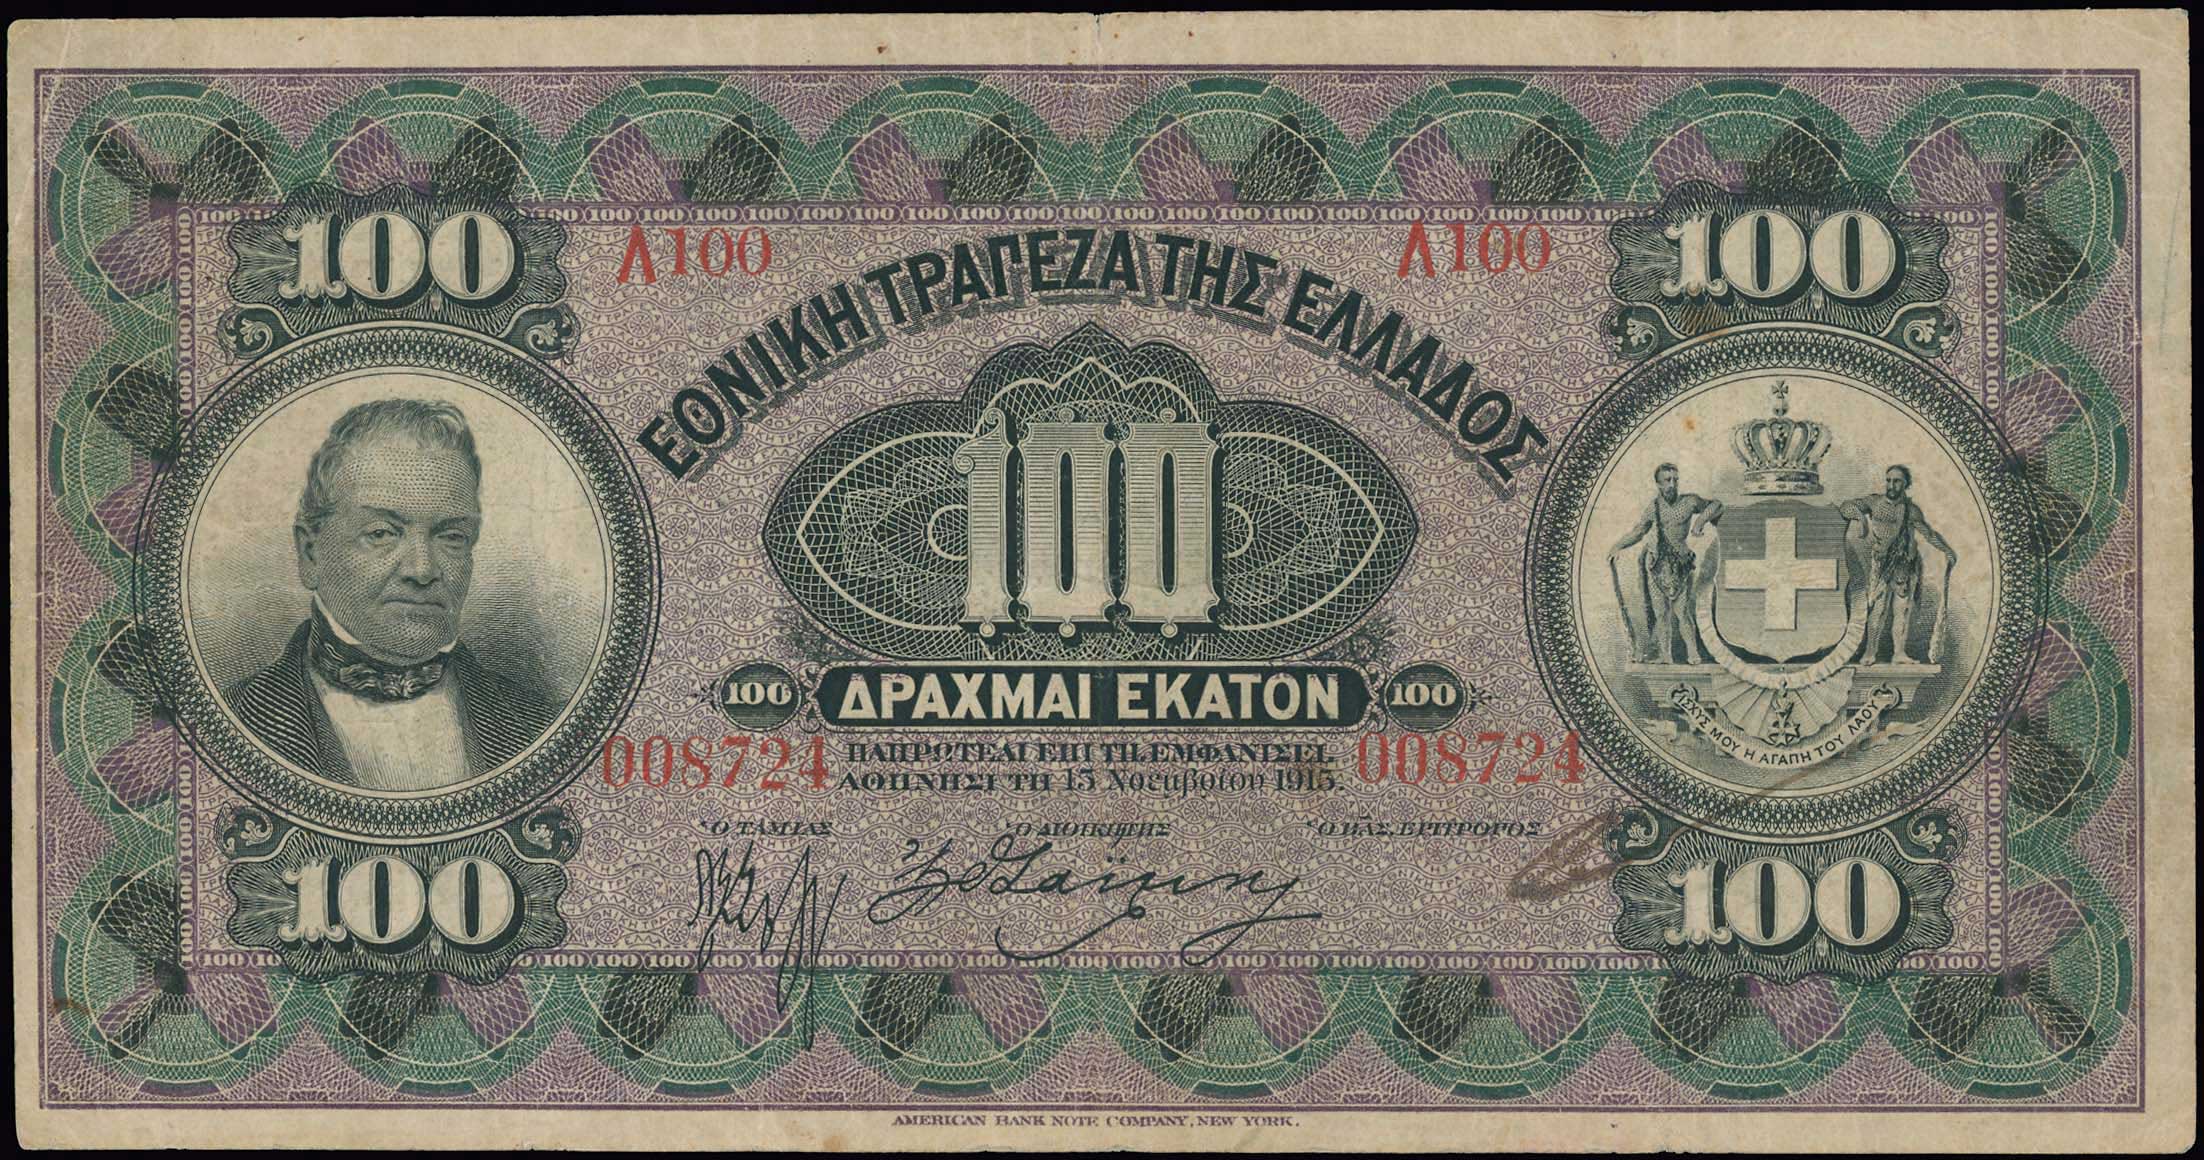 100
Λ100
Λ100
100
ΕΘΝΙΚΗ ΤΡΑΠΕΖΑ ΤΗΣ ΕΛΛΑΔΟΣ
100
100 ΔΡΑΧΜΑΙ ΕΚΑΤΟΝ 100
008724 ΠΛΗΡΩΤΕΑΙ ΕΠΙ ΤΗ ΕΜΦΑΝΙΣΕΙ 008724
ΑΘΗΝΗΣΙ ΤΗ 15 Νοεμβρίου 1915.
ΙΣΧΥΣ ΜΟΥ Η ΑΓΑΠΗ ΤΟΥ ΛΑΟΥ
Ὁ ΤΑΜΙΑΣ Ὁ ΔΙΟΙΚΗΤΗΣ Ὁ ΒΑΣ. ΕΠΙΤΡΟΠΟΣ
100
100
AMERICAN BANK NOTE COMPANY, NEW YORK.